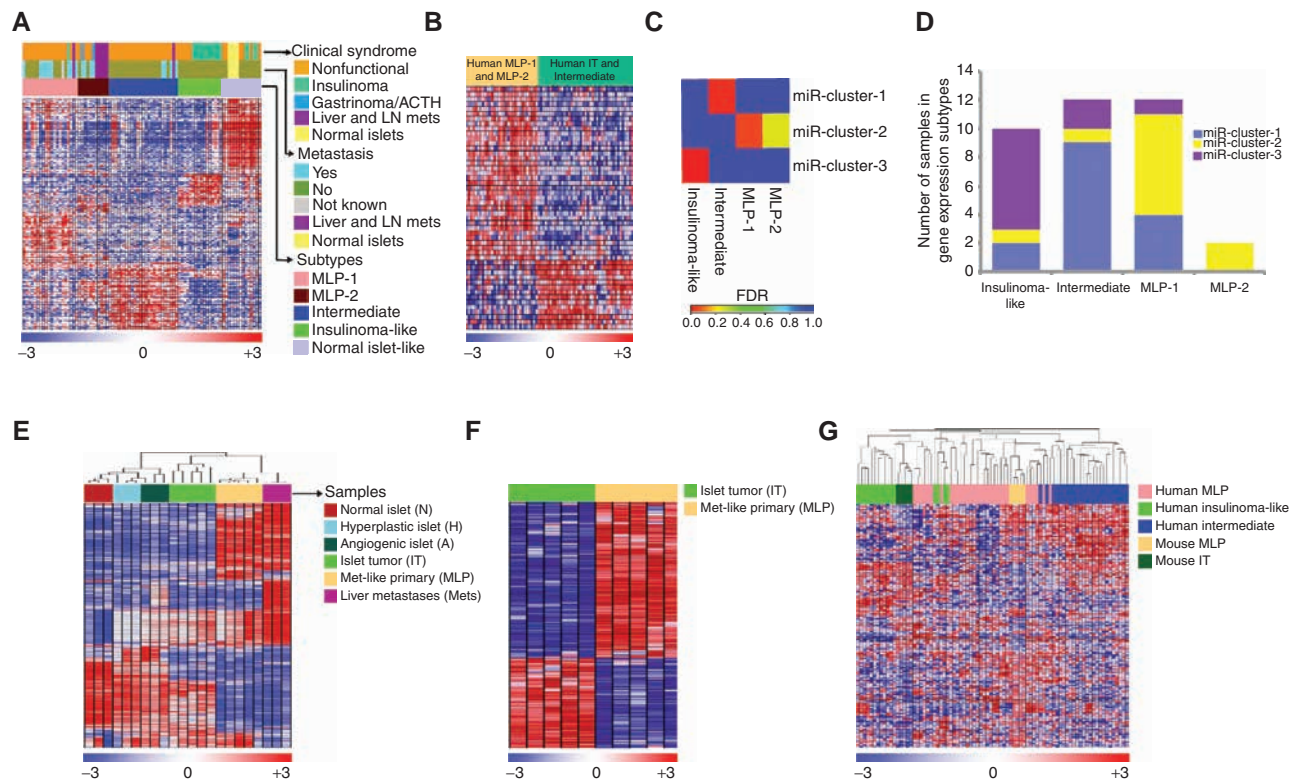 A
Clinical syndrome
Nonfunctional
Insulinoma
Gastrinoma/ACTH
Liver and LN mets
Normal islets
Metastasis
Yes
No
Not known
Liver and LN mets
Normal islets
Subtypes
MLP-1
MLP-2
Intermediate
Insulinoma-like
Normal islet-like
−3 0 +3
B
Human MLP-1 and MLP-2
Human IT and Intermediate
−3 0 +3
C
miR-cluster-1
miR-cluster-2
miR-cluster-3
Insulinoma-like
Intermediate
MLP-1
MLP-2
FDR
0.0 0.2 0.4 0.6 0.8 1.0
D
Number of samples in
gene expression subtypes
14
12
10
8
6
4
2
0
Insulinoma-
like
Intermediate
MLP-1
MLP-2
miR-cluster-1
miR-cluster-2
miR-cluster-3
E
Samples
Normal islet (N)
Hyperplastic islet (H)
Angiogenic islet (A)
Islet tumor (IT)
Met-like primary (MLP)
Liver metastases (Mets)
−3 0 +3
F
Islet tumor (IT)
Met-like primary (MLP)
−3 0 +3
G
Human MLP
Human insulinoma-like
Human intermediate
Mouse MLP
Mouse IT
−3 0 +3